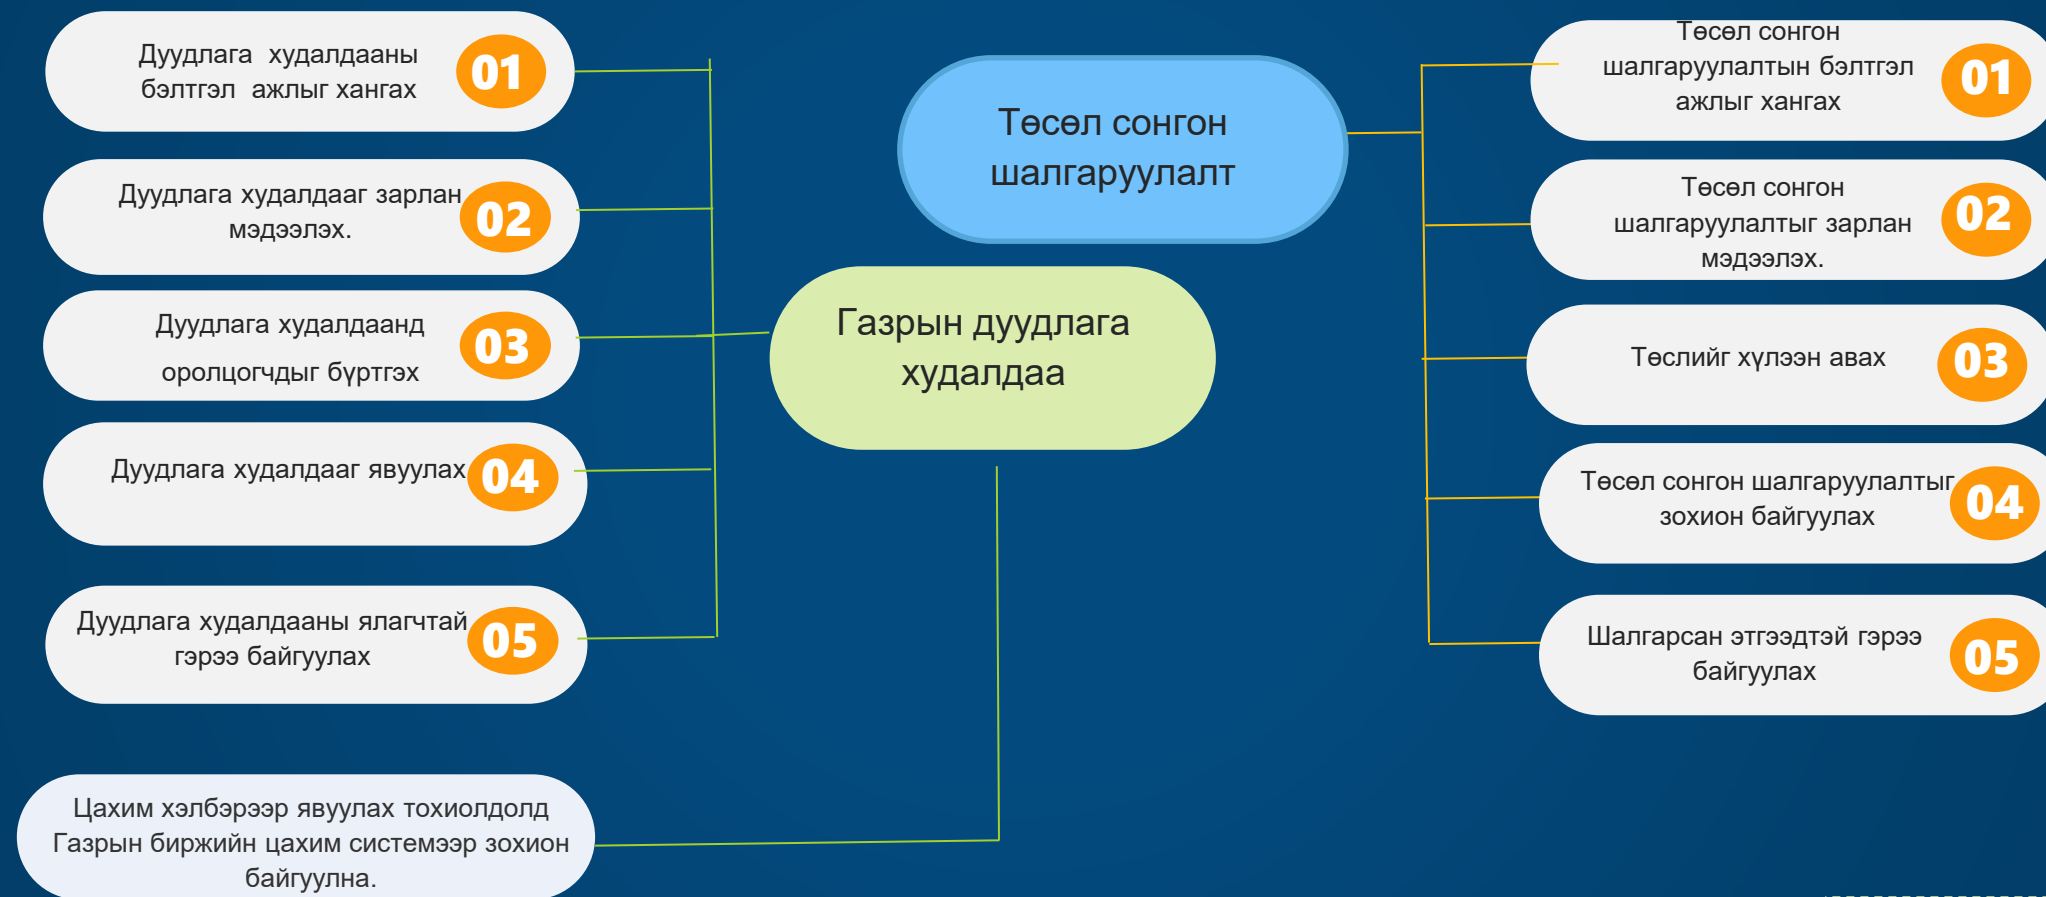 Дуудлага  худалдааны
бэлтгэл  ажлыг хангах
01
Дуудлага худалдааг зарлан
мэдээлэх.
02
Дуудлага худалдаанд
оролцогчдыг бүртгэх
03
Дуудлага худалдааг явуулах
04
Дуудлага худалдааны ялагчтай
гэрээ байгуулах
05
Цахим хэлбэрээр явуулах тохиолдолд
Газрын биржийн цахим системээр зохион
байгуулна.
Төсөл сонгон
шалгаруулалт
Газрын дуудлага
худалдаа
Төсөл сонгон
шалгаруулалтын бэлтгэл
ажлыг хангах
01
Төсөл сонгон
шалгаруулалтыг зарлан
мэдээлэх.
02
Төслийг хүлээн авах
03
Төсөл сонгон шалгаруулалтыг
зохион байгуулах
04
Шалгарсан этгээдтэй гэрээ
байгуулах
05